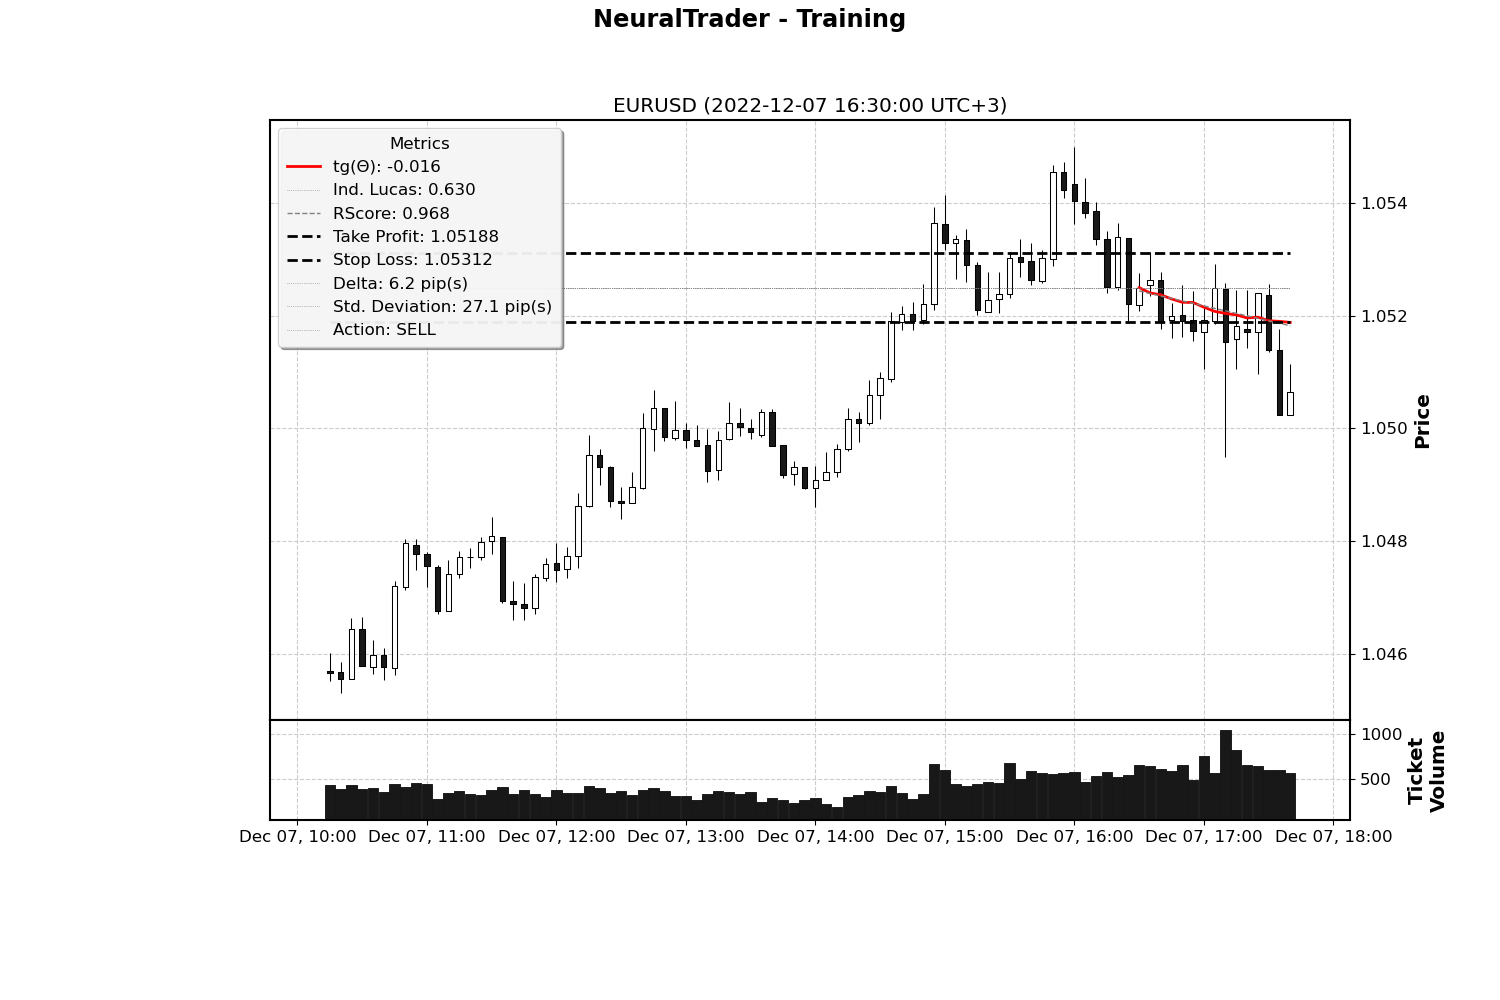 NeuralTrader - Training
EURUSD (2022-12-07 16:30:00 UTC+3)
Metrics
tg(Θ): -0.016
Ind. Lucas: 0.630
RScore: 0.968
Take Profit: 1.05188
Stop Loss: 1.05312
Delta: 6.2 pip(s)
Std. Deviation: 27.1 pip(s)
Action: SELL
1.054
1.052
1.050
1.048
1.046
Price
1000
500
Ticket
Volume
Dec 07, 10:00
Dec 07, 11:00
Dec 07, 12:00
Dec 07, 13:00
Dec 07, 14:00
Dec 07, 15:00
Dec 07, 16:00
Dec 07, 17:00
Dec 07, 18:00